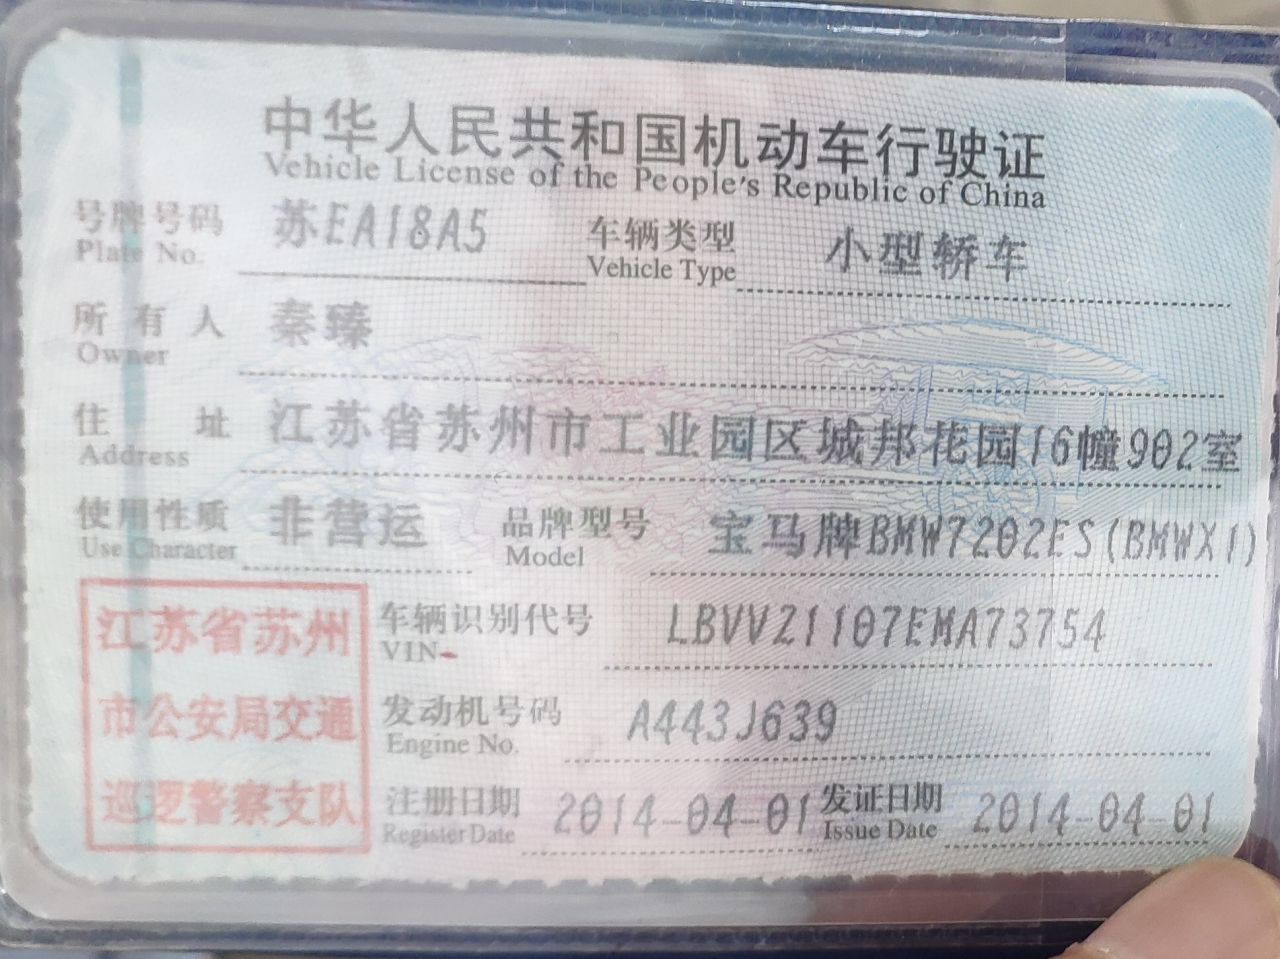 中华人民共和国机动车行驶证
Vehicle License of the People's Republic of China
号牌号码 苏EA18A5 车辆类型 小型轿车
Plate No. Vehicle Type
所有人 秦臻
Owner
住址 江苏省苏州市工业园区城邦花园16幢902室
Address
使用性质 非营运 品牌型号 宝马牌BMW7202ES(BMWX1)
Use Character Model
江苏省苏州
市公安局交通
巡逻警察支队
车辆识别代号 LBVVZ1107EMA73754
VIN
发动机号码 A443J639
Engine No.
注册日期 2014-04-01 发证日期 2014-04-01
Register Date Issue Date